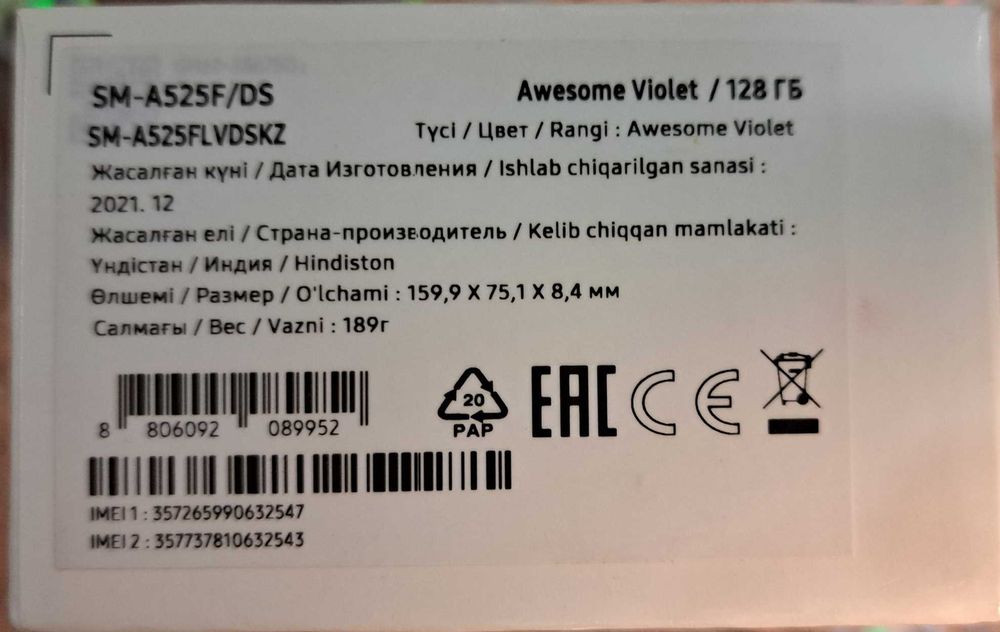 SM-A525F/DS
Awesome Violet / 128 ГБ
SM-A525FLVDSKZ
Түсі / Цвет / Rangi : Awesome Violet
Жасалған күні / Дата Изготовления / Ishlab chiqarilgan sanasi :
2021. 12
Жасалған елі / Страна-производитель / Kelib chiqqan mamlakati :
Үндістан / Индия / Hindiston
Өлшемі / Размер / O'lchami : 159,9 X 75,1 X 8,4 мм
Салмағы / Вес / Vazni : 189г
8 806092 089952
20
PAP
EAC
CE
IMEI 1 : 357265990632547
IMEI 2 : 357737810632543